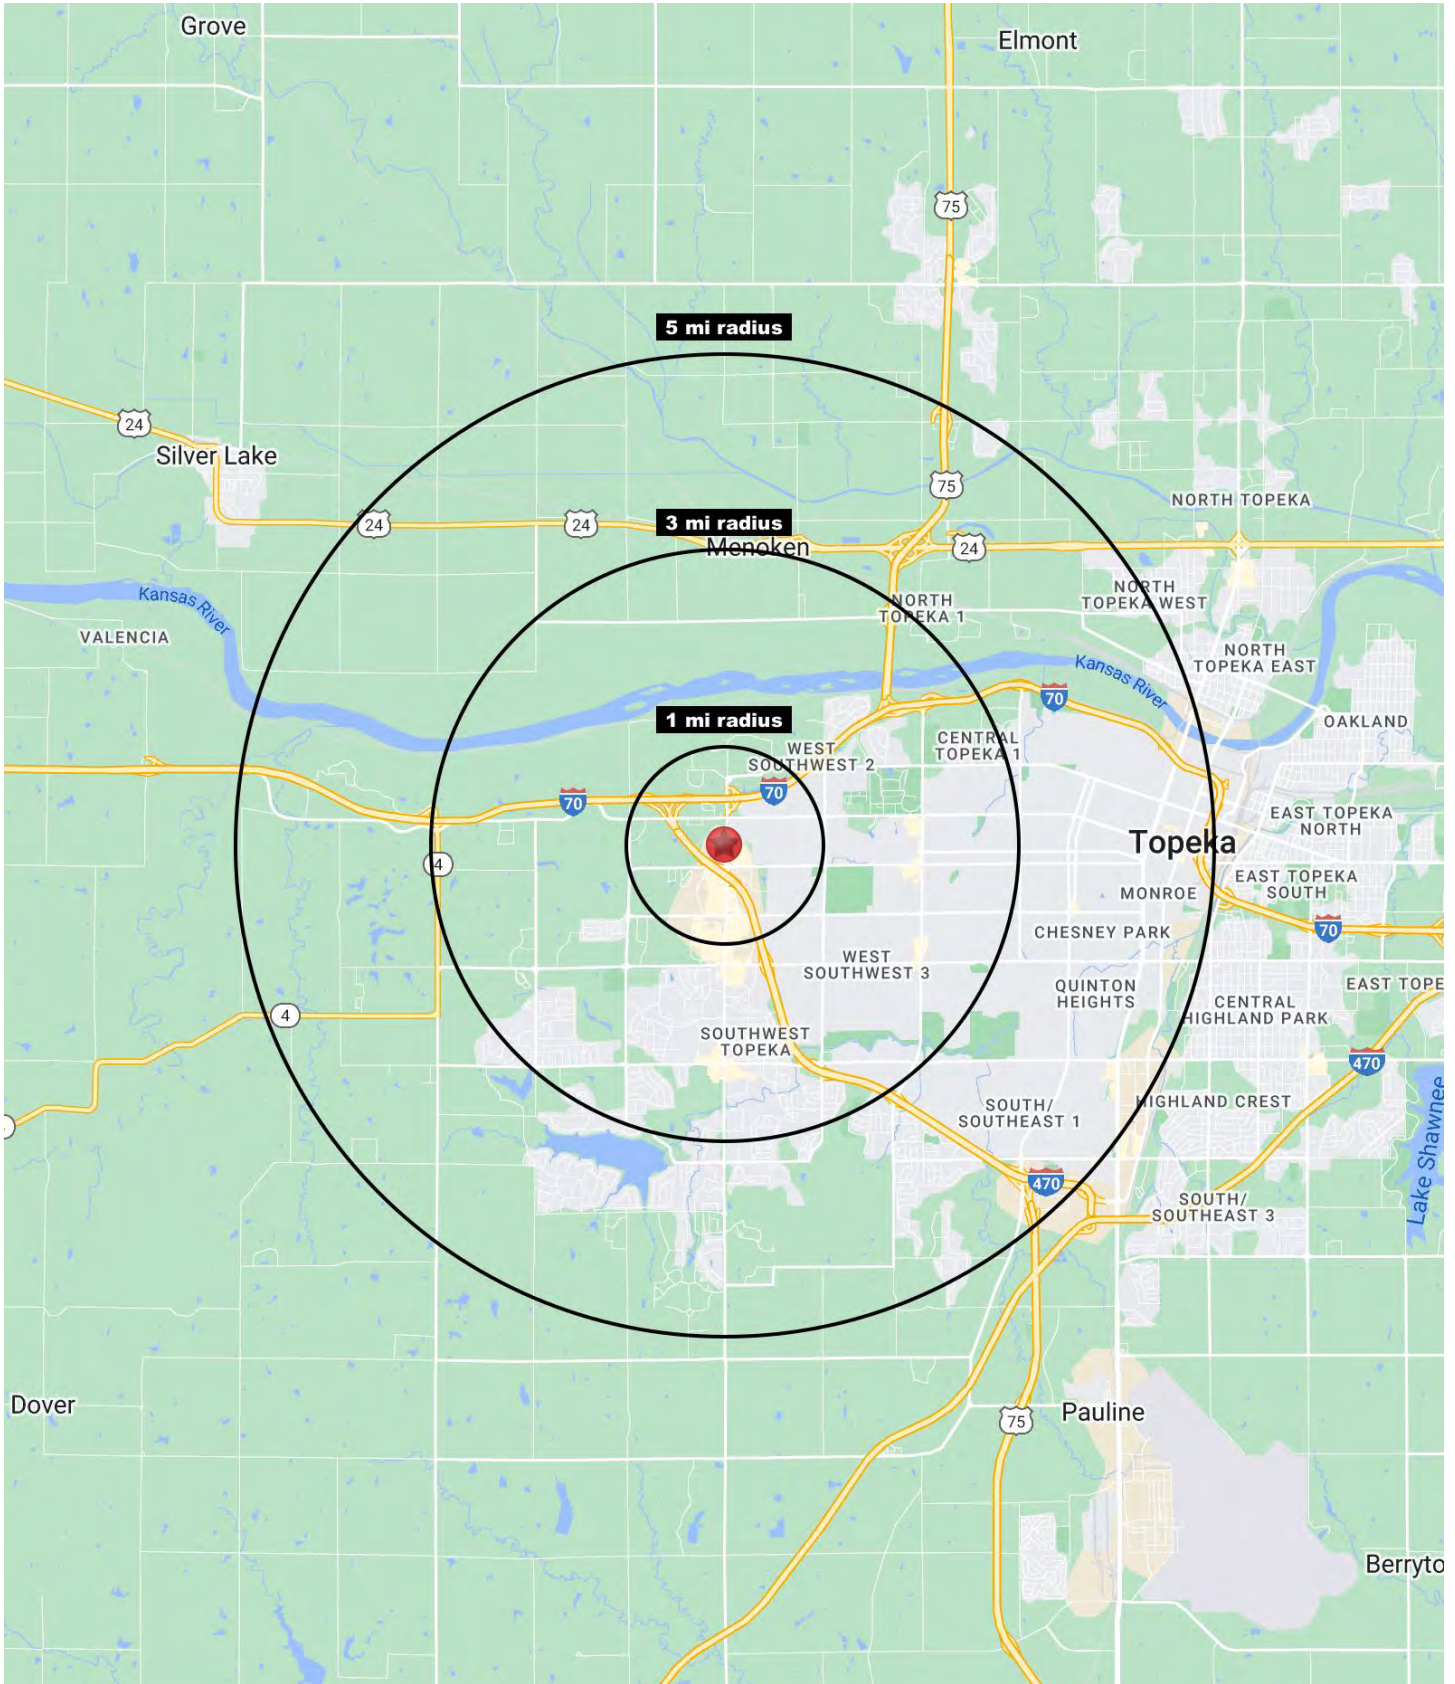 Grove
Elmont
75
5 mi radius
24
Silver Lake
75
NORTH TOPEKA
24
24
3 mi radius
Menoken
24
Kansas River
NORTH
TOPEKA 1
NORTH
TOPEKA WEST
VALENCIA
NORTH
TOPEKA EAST
Kansas River
70
1 mi radius
OAKLAND
WEST
SOUTHWEST 2
CENTRAL
TOPEKA 1
70
70
EAST TOPEKA
NORTH
Topeka
4
EAST TOPEKA
SOUTH
MONROE
70
CHESNEY PARK
WEST
SOUTHWEST 3
QUINTON
HEIGHTS
EAST TOPE
CENTRAL
HIGHLAND PARK
4
SOUTHWEST
TOPEKA
470
HIGHLAND CREST
SOUTH/
SOUTHEAST 1
Lake Shawnee
470
SOUTH/
SOUTHEAST 3
Dover
Pauline
75
Berryto